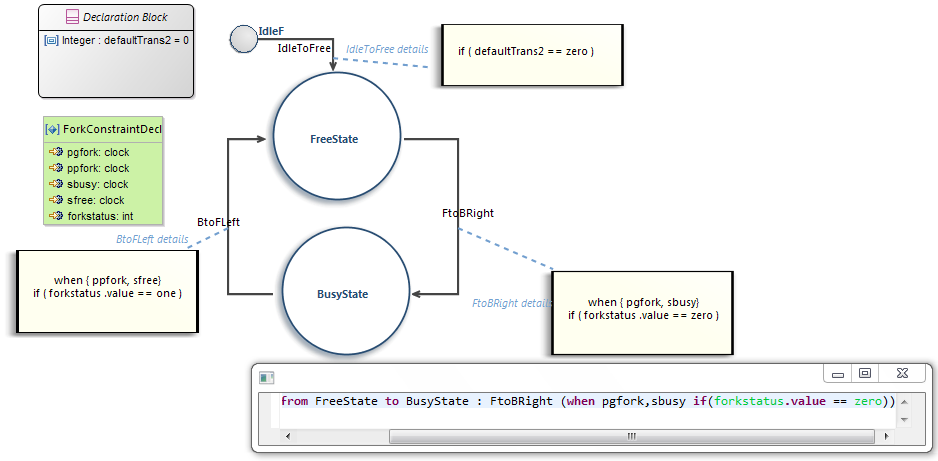 Declaration Block
Integer : defaultTrans2 = 0
IdleF
IdleToFree
IdleToFree details
if ( defaultTrans2 == zero )
FreeState
ForkConstraintDecl
pgfork: clock
ppfork: clock
sbusy: clock
sfree: clock
forkstatus: int
BtoFLeft
FtoBRight
BtoFLeft details
when { ppfork, sfree}
if ( forkstatus .value == one )
BusyState
FtoBRight details
when { pgfork, sbusy}
if ( forkstatus .value == zero )
from FreeState to BusyState : FtoBRight (when pgfork,sbusy if(forkstatus.value == zero))